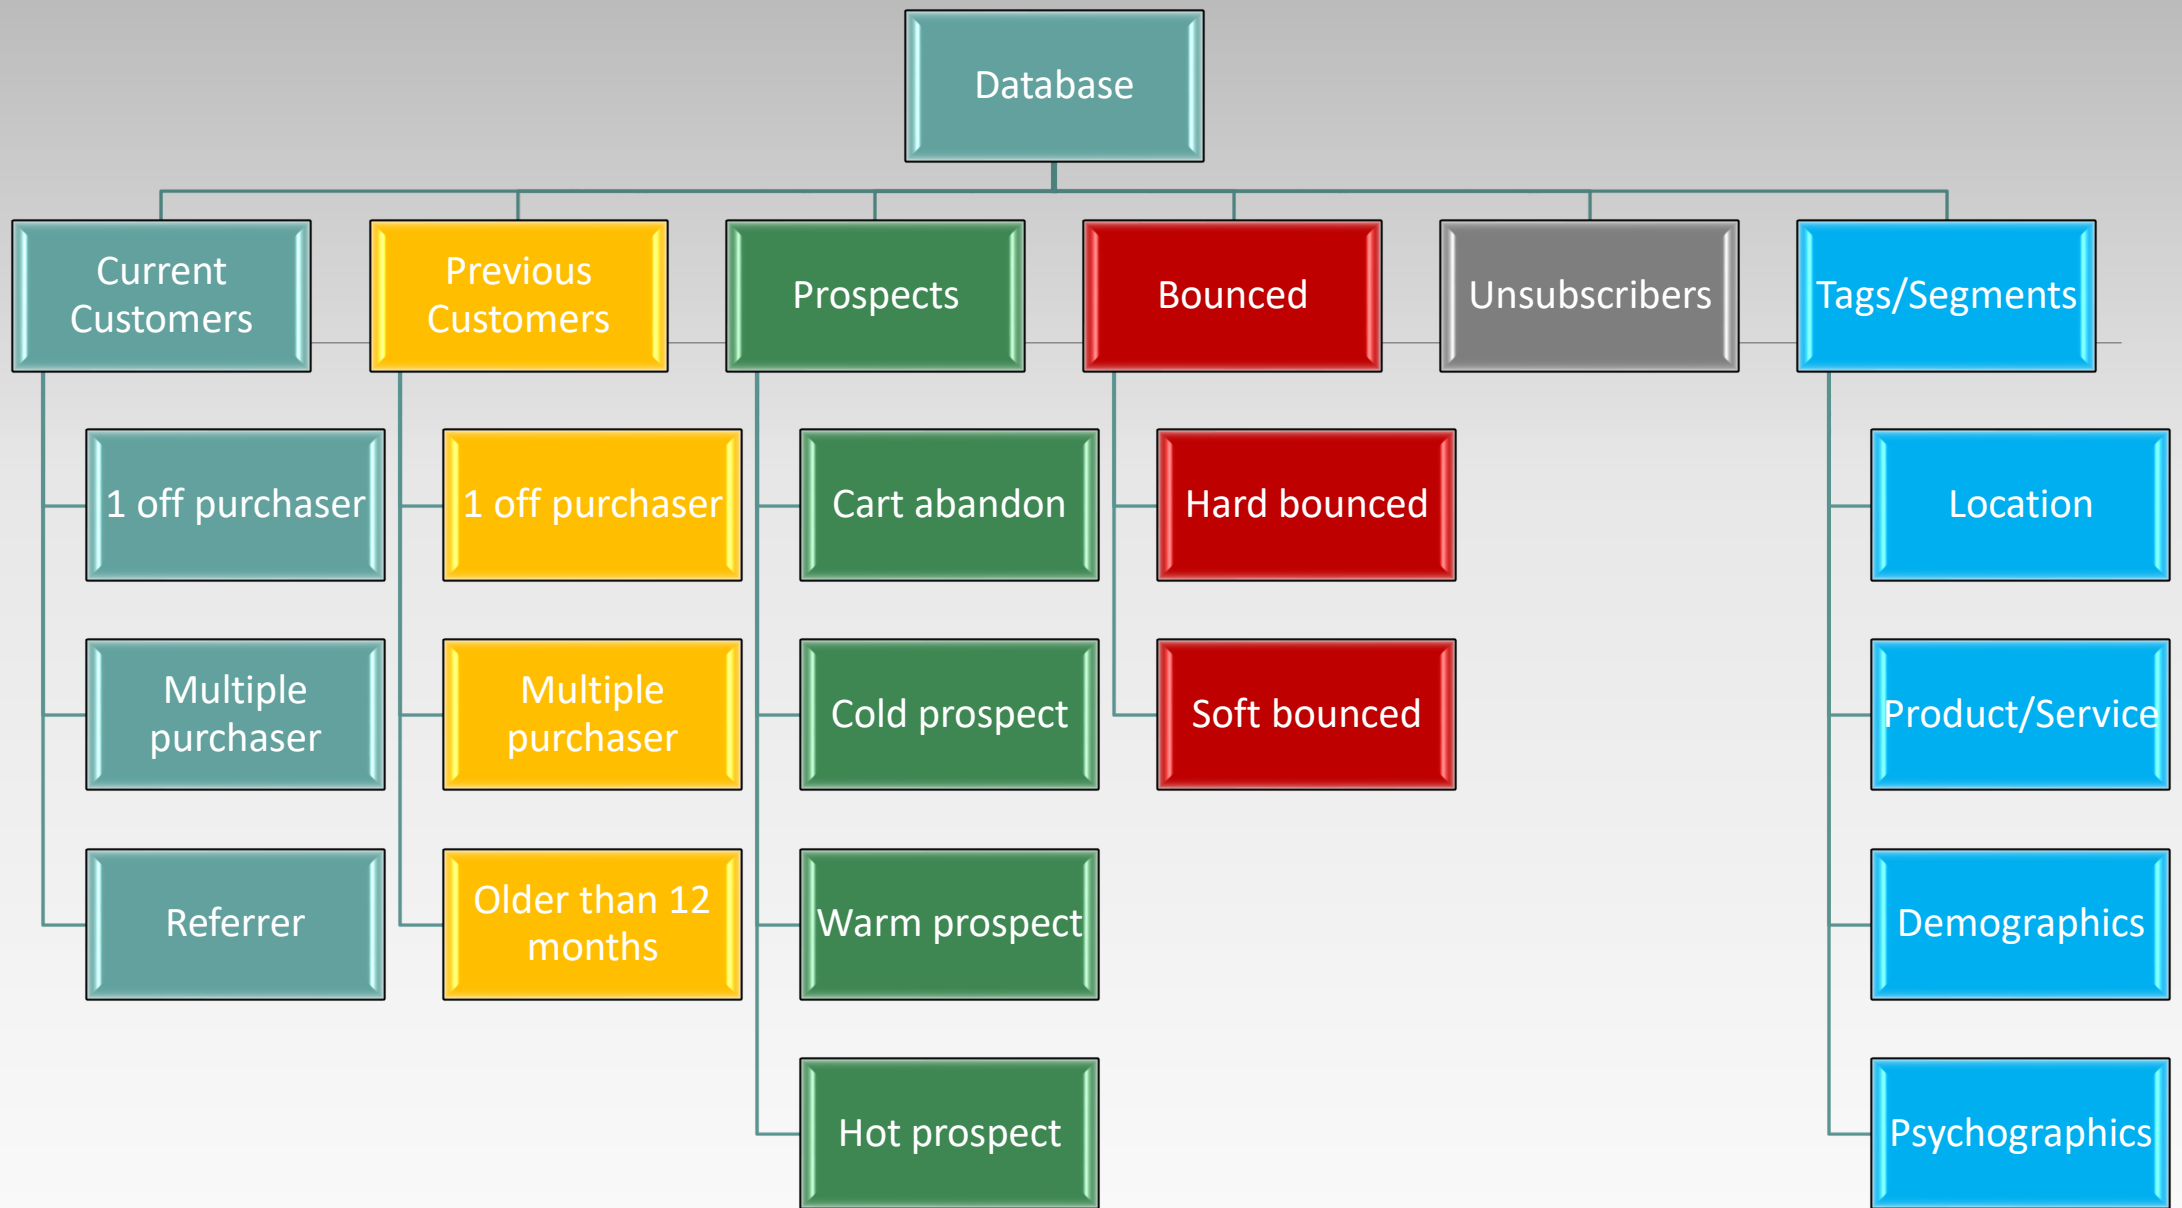 Database
Current
Customers
Previous
Customers
Prospects
Bounced
Unsubscribers
Tags/Segments
1 off purchaser
1 off purchaser
Cart abandon
Hard bounced
Location
Multiple
purchaser
Multiple
purchaser
Cold prospect
Soft bounced
Product/Service
Referrer
Older than 12
months
Warm prospect
Demographics
Hot prospect
Psychographics